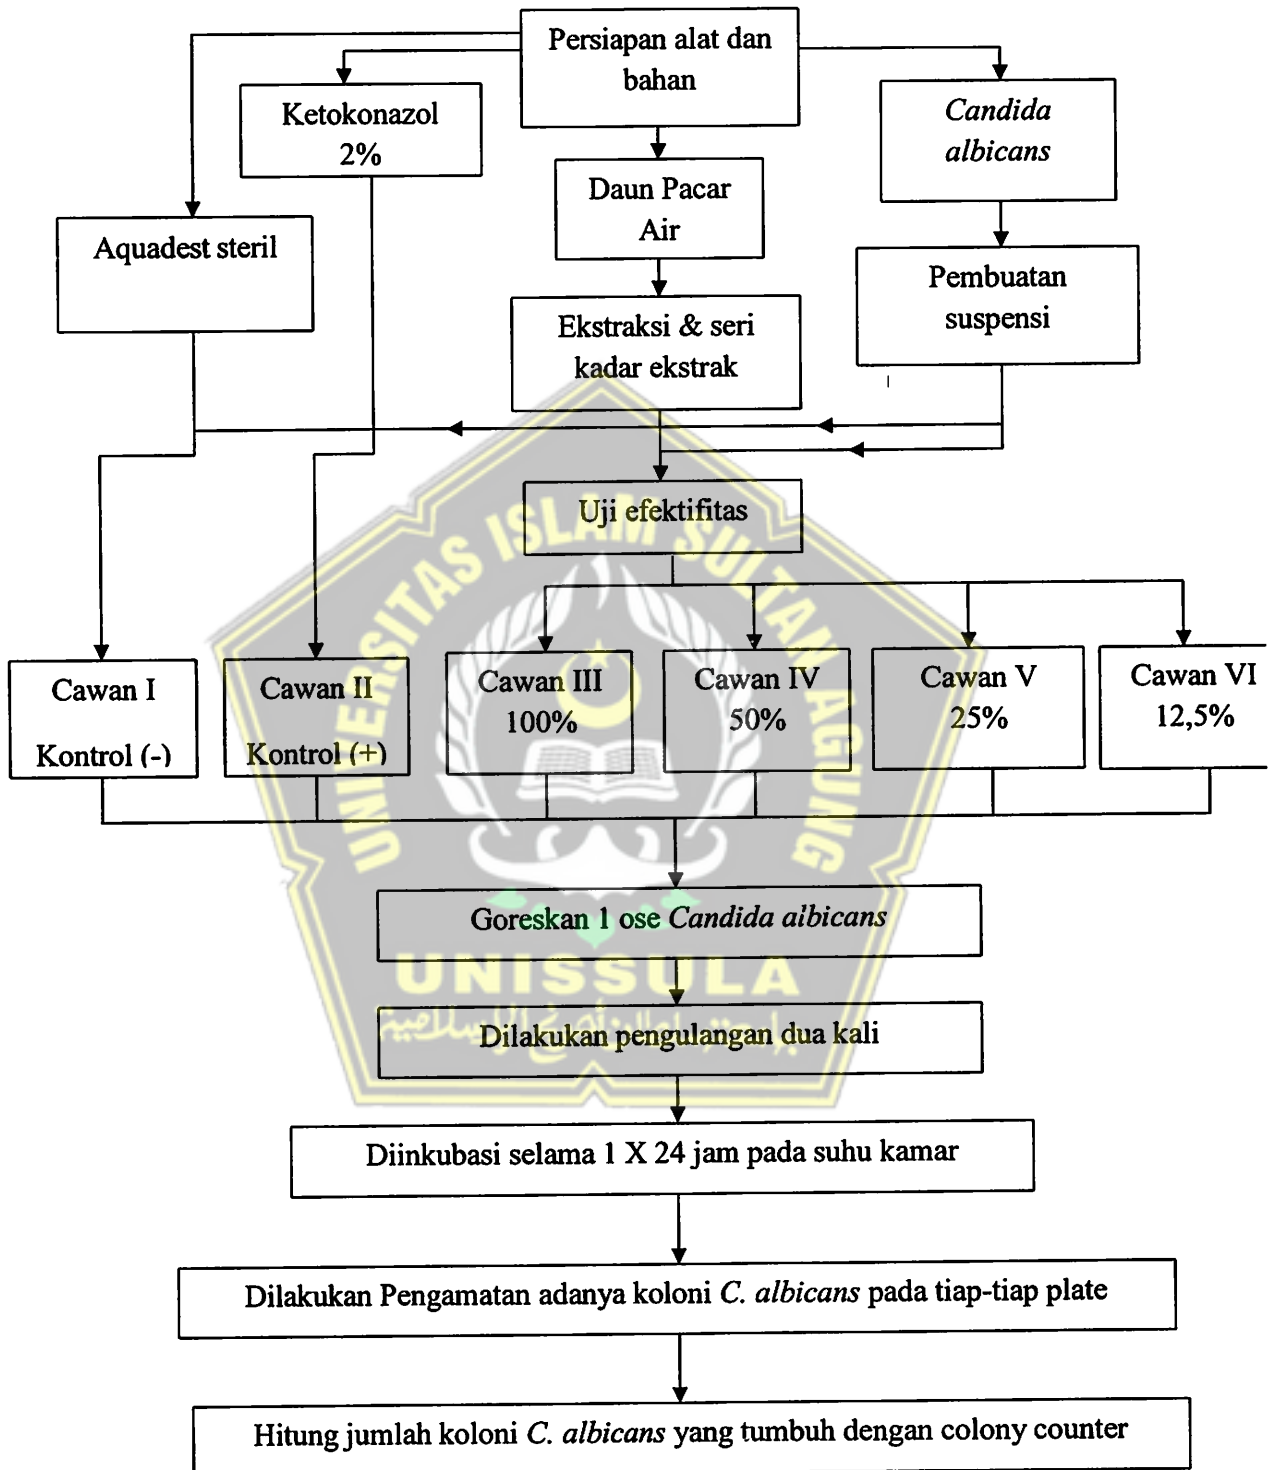 Persiapan alat dan
bahan
Ketokonazol
2%
Candida
albicans
Daun Pacar
Air
Aquadest steril
Pembuatan
suspensi
Ekstraksi & seri
kadar ekstrak
Uji efektifitas
Cawan I
Kontrol (-)
Cawan II
Kontrol (+)
Cawan III
100%
Cawan IV
50%
Cawan V
25%
Cawan VI
12,5%
Goreskan 1 ose Candida albicans
Dilakukan pengulangan dua kali
Diinkubasi selama 1 X 24 jam pada suhu kamar
Dilakukan Pengamatan adanya koloni C. albicans pada tiap-tiap plate
Hitung jumlah koloni C. albicans yang tumbuh dengan colony counter
UNIVERSITAS ISLAM SULTAN AGUNG
UNISSULA